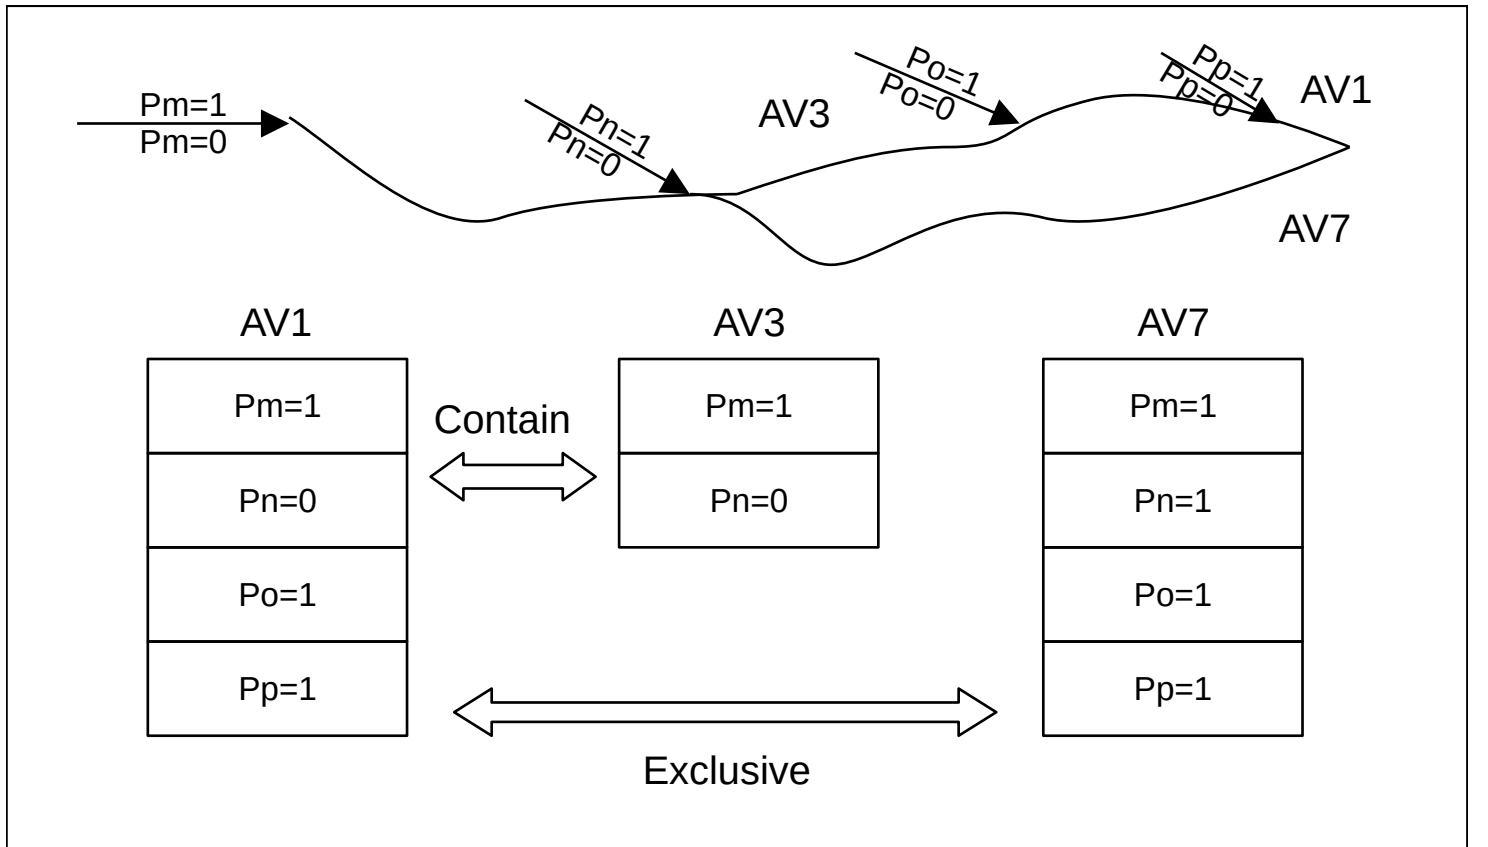 Pm=1
Pm=0
Pn=1
Pn=0
AV3
Po=1
Po=0
Pp=1
Pp=0
AV1
AV7
AV1
AV3
AV7
Pm=1
Pn=0
Po=1
Pp=1
Contain
Pm=1
Pn=0
Pm=1
Pn=1
Po=1
Pp=1
Exclusive